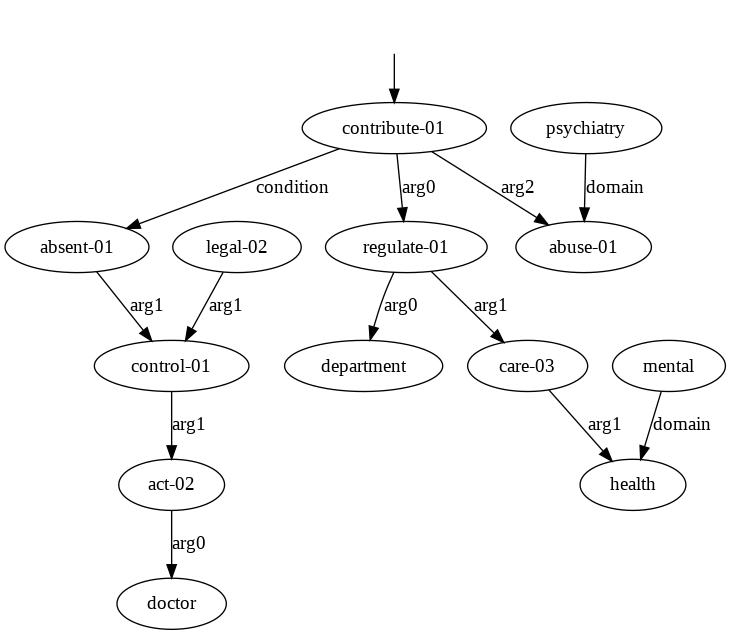 contribute-01
psychiatry
condition
arg0
arg2
domain
absent-01
legal-02
regulate-01
abuse-01
arg1
arg1
arg0
arg1
control-01
department
care-03
mental
arg1
arg1
domain
act-02
health
arg0
doctor